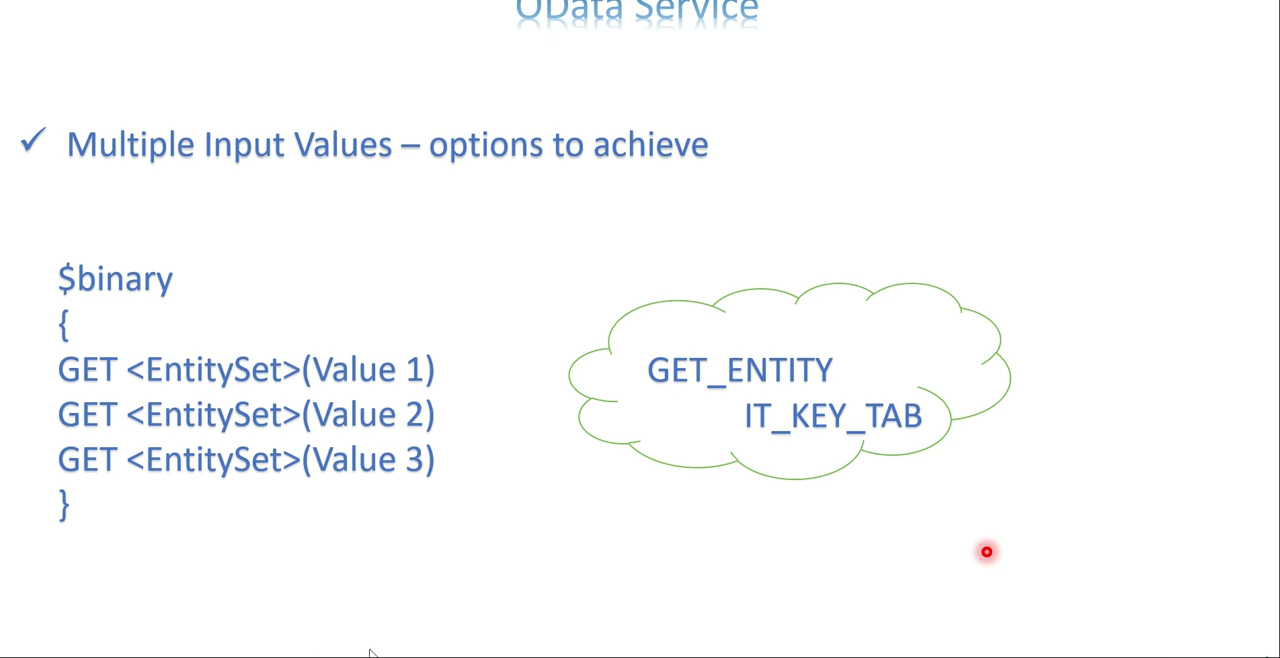 OData Service
✓ Multiple Input Values – options to achieve
$binary
{
GET <EntitySet>(Value 1)
GET <EntitySet>(Value 2)
GET <EntitySet>(Value 3)
}
GET_ENTITY
IT_KEY_TAB